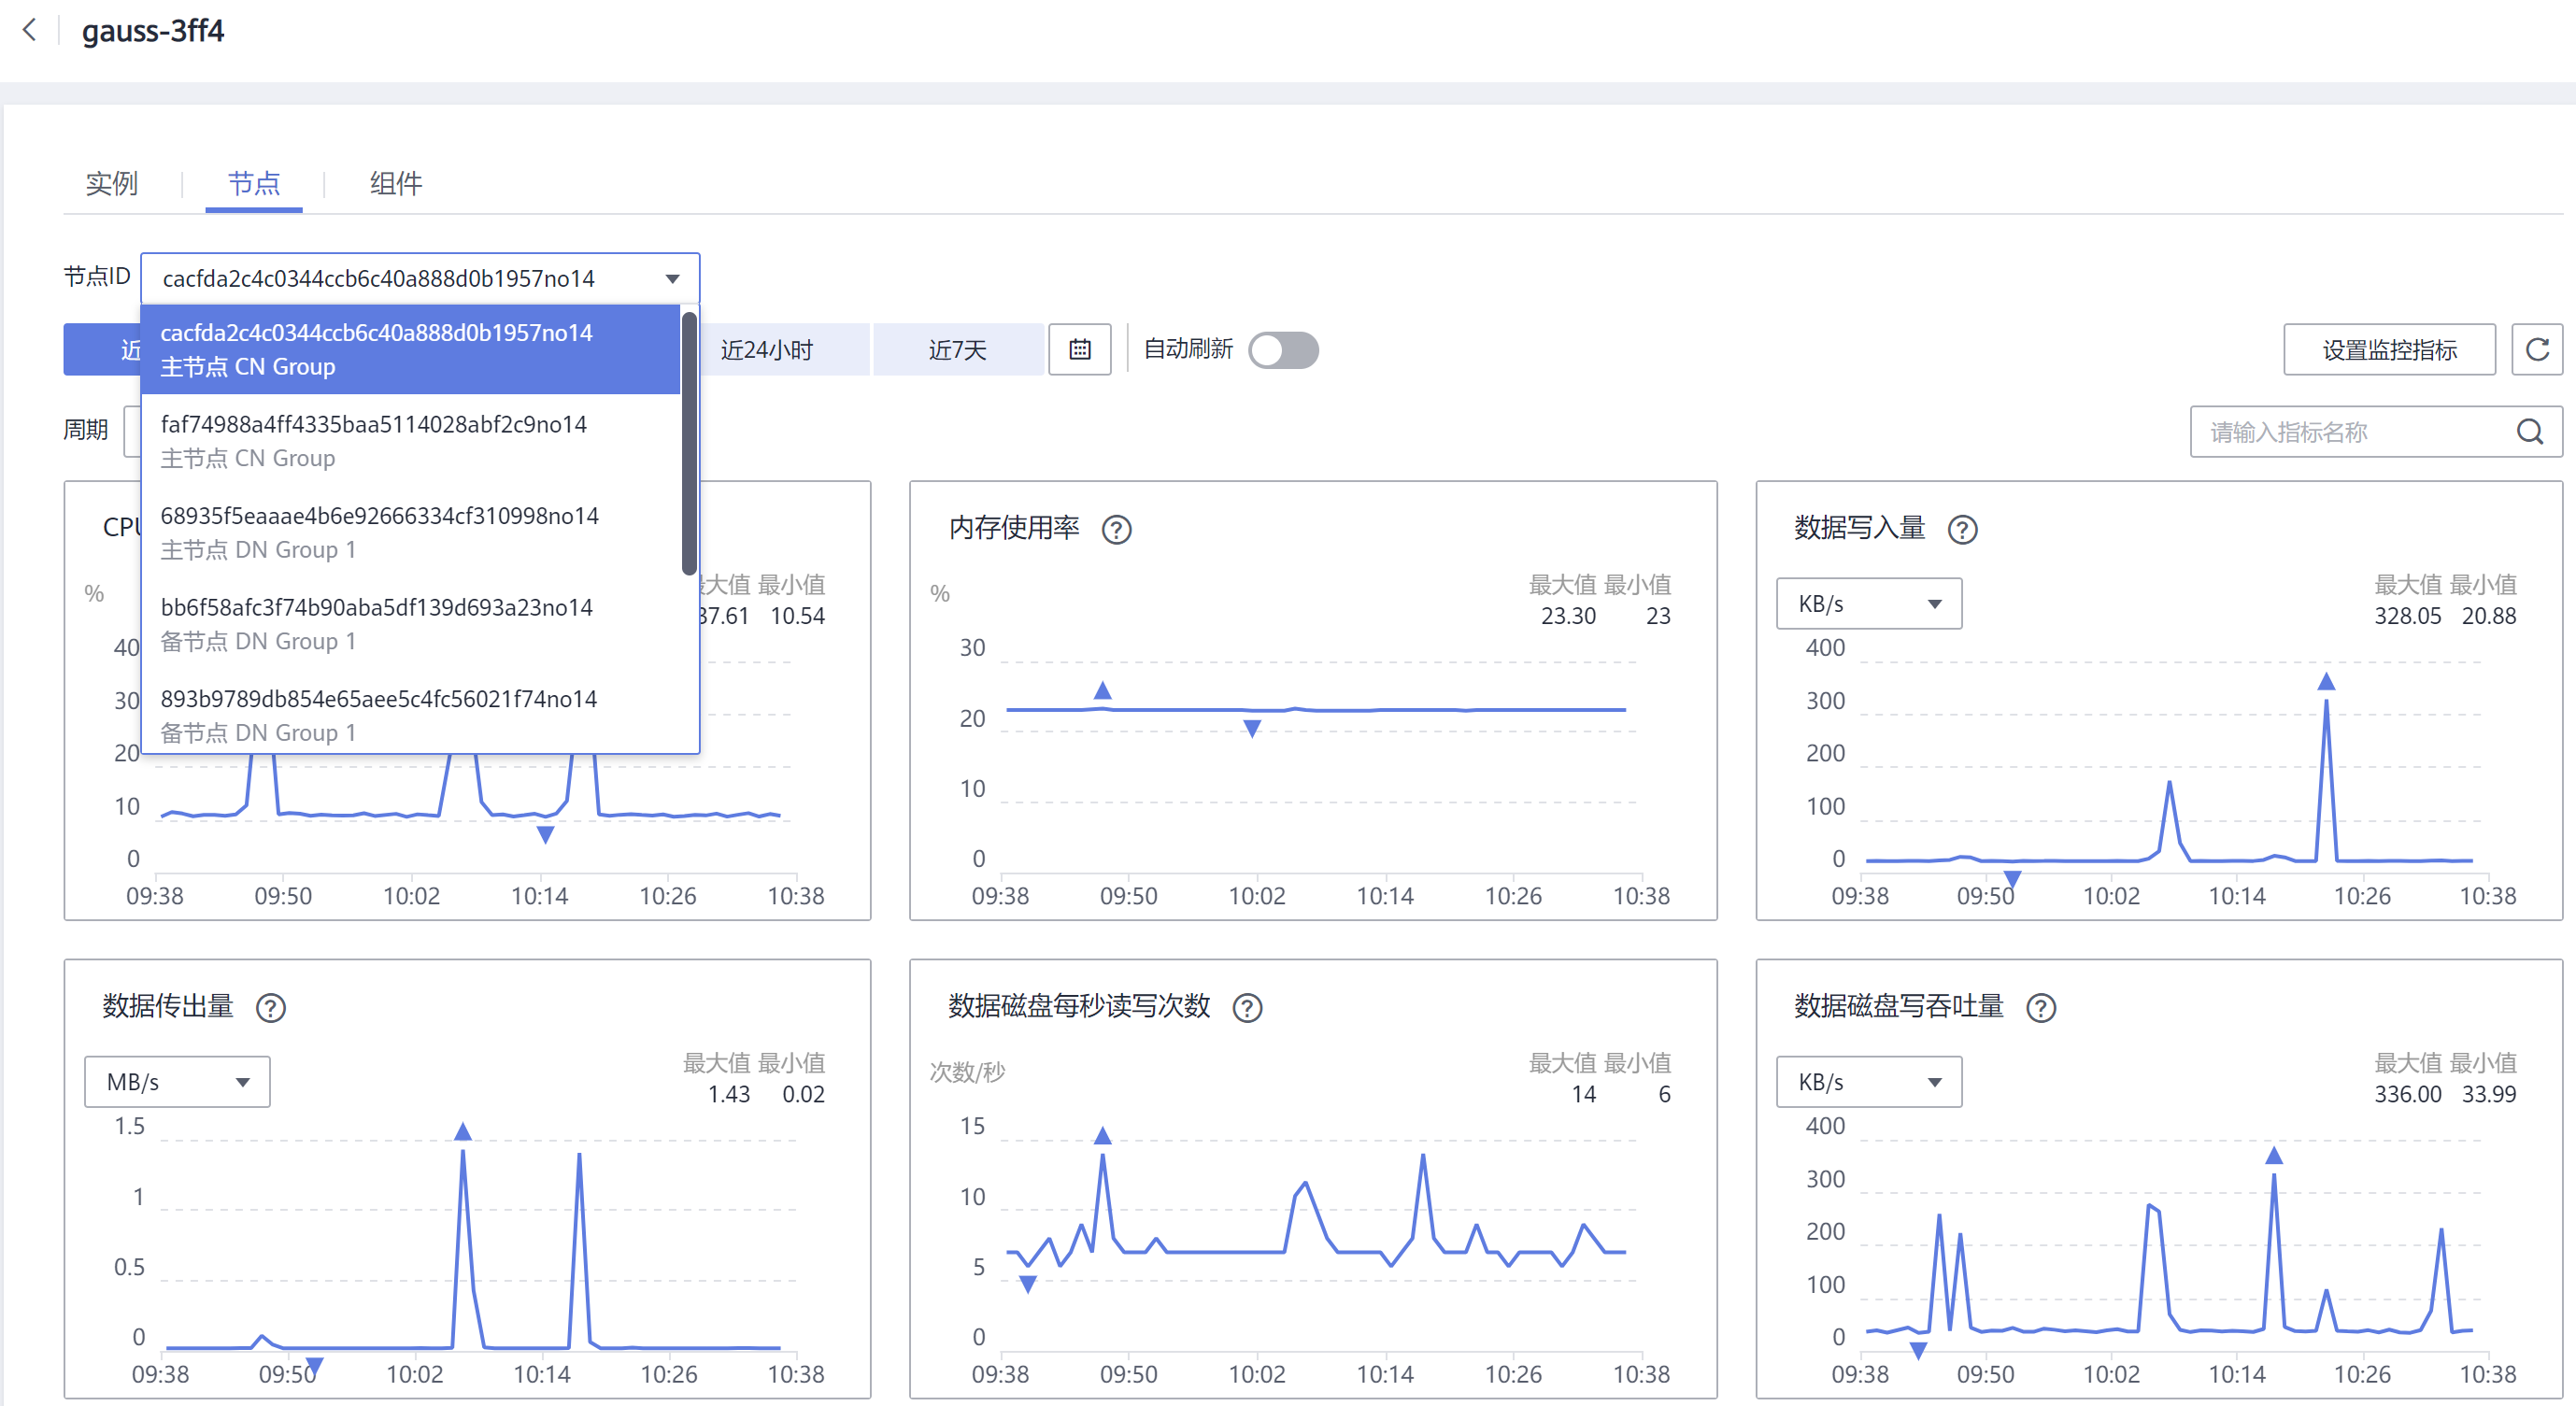 gauss-3ff4
实例
节点
组件
节点ID
cacfda2c4c0344ccb6c40a888d0b1957no14
cacfda2c4c0344ccb6c40a888d0b1957no14
主节点 CN Group
faf74988a4ff4335baa5114028abf2c9no14
主节点 CN Group
68935f5eaaae4b6e92666334cf310998no14
主节点 DN Group 1
bb6f58afc3f74b90aba5df139d693a23no14
备节点 DN Group 1
893b9789db854e65aee5c4fc56021f74no14
备节点 DN Group 1
近
近24小时
近7天
自动刷新
设置监控指标
周期
请输入指标名称
CPU
%
最大值 最小值
37.61 10.54
40
30
20
10
0
09:38 09:50 10:02 10:14 10:26 10:38
内存使用率
%
最大值 最小值
23.30 23
30
20
10
0
09:38 09:50 10:02 10:14 10:26 10:38
数据写入量
KB/s
最大值 最小值
328.05 20.88
400
300
200
100
0
09:38 09:50 10:02 10:14 10:26 10:38
数据传出量
MB/s
最大值 最小值
1.43 0.02
1.5
1
0.5
0
09:38 09:50 10:02 10:14 10:26 10:38
数据磁盘每秒读写次数
次数/秒
最大值 最小值
14 6
15
10
5
0
09:38 09:50 10:02 10:14 10:26 10:38
数据磁盘写吞吐量
KB/s
最大值 最小值
336.00 33.99
400
300
200
100
0
09:38 09:50 10:02 10:14 10:26 10:38